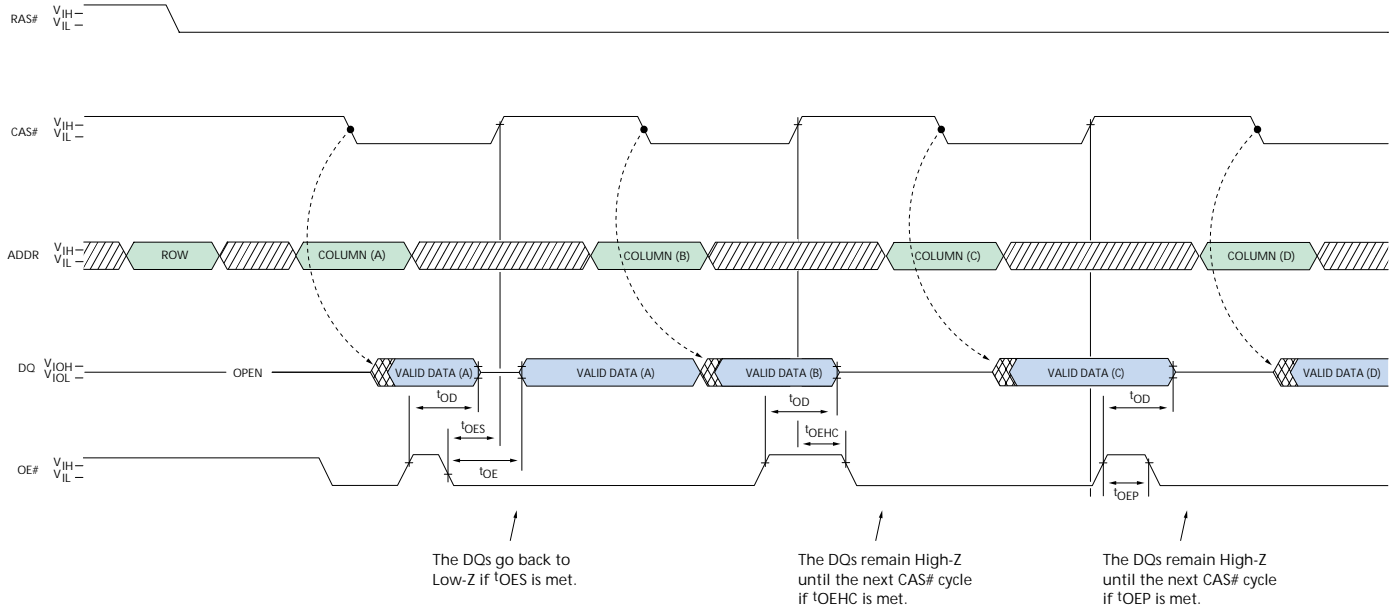 RAS# VIH VIL
CAS# VIH VIL
ADDR VIH VIL ROW COLUMN (A) COLUMN (B) COLUMN (C) COLUMN (D)
DQ VIOH VIOL OPEN VALID DATA (A) VALID DATA (A) VALID DATA (B) VALID DATA (C) VALID DATA (D)
tOD tOD tOD
tOES tOEHC
tOE
OE# VIH VIL
tOEP
The DQs go back to
Low-Z if tOES is met.
The DQs remain High-Z
until the next CAS# cycle
if tOEHC is met.
The DQs remain High-Z
until the next CAS# cycle
if tOEP is met.